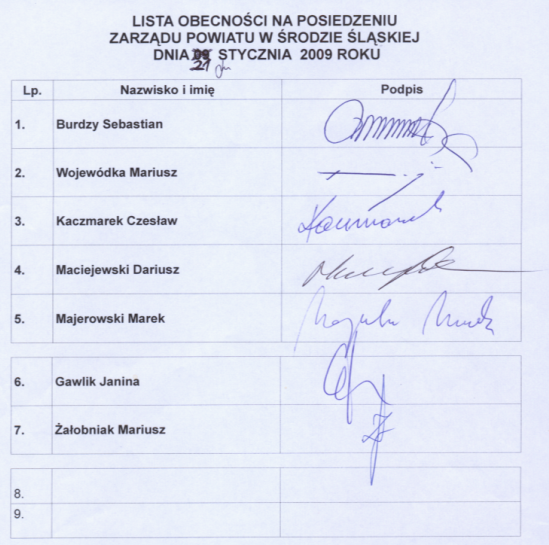 LISTA OBECNOŚCI NA POSIEDZENIU
ZARZĄDU POWIATU W ŚRODZIE ŚLĄSKIEJ
DNIA 21 STYCZNIA 2009 ROKU
Lp. Nazwisko i imię Podpis
1. Burdzy Sebastian
2. Wojewódka Mariusz
3. Kaczmarek Czesław Kaczmarek
4. Maciejewski Dariusz
5. Majerowski Marek
6. Gawlik Janina
7. Żałobniak Mariusz
8.
9.